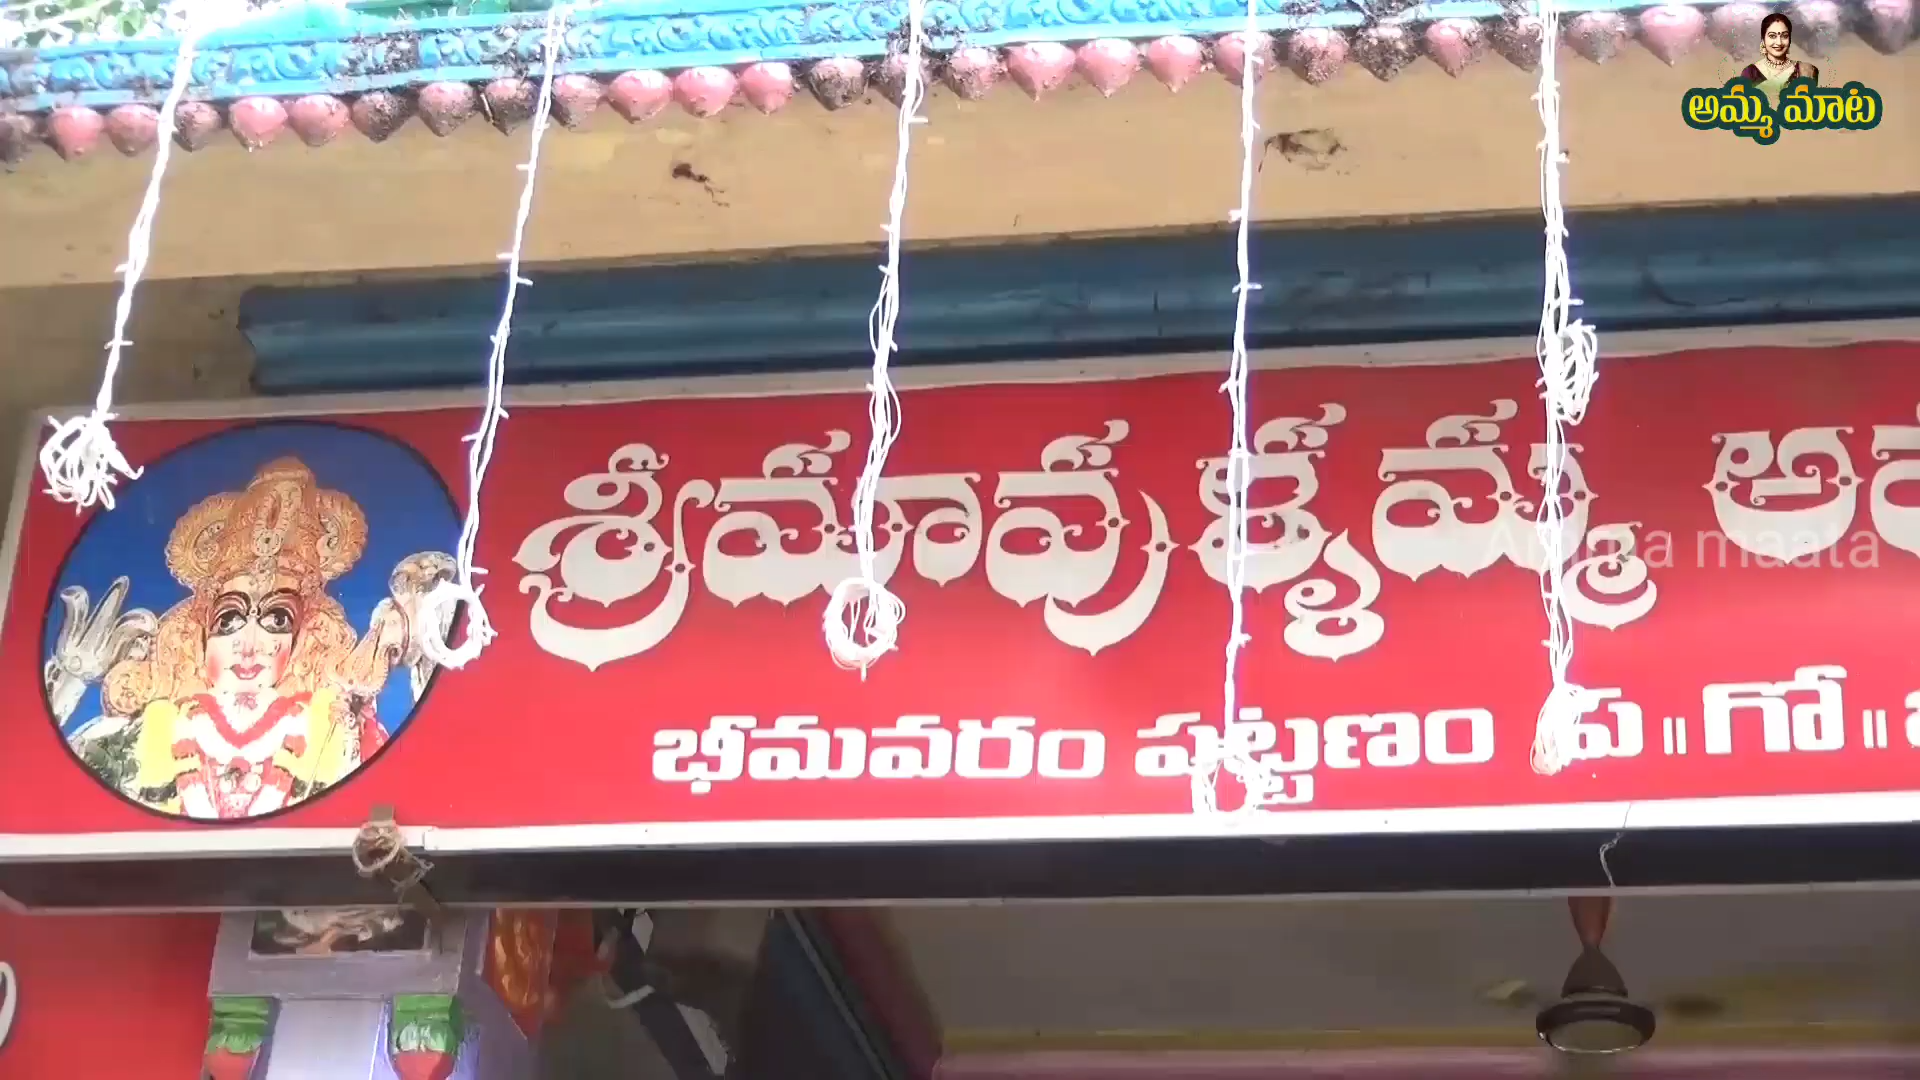 అమ్మ మాట
శ్రీమావుళ్ళమ్మ
Amma maata
భీమవరం పట్టణం ప॥గో॥